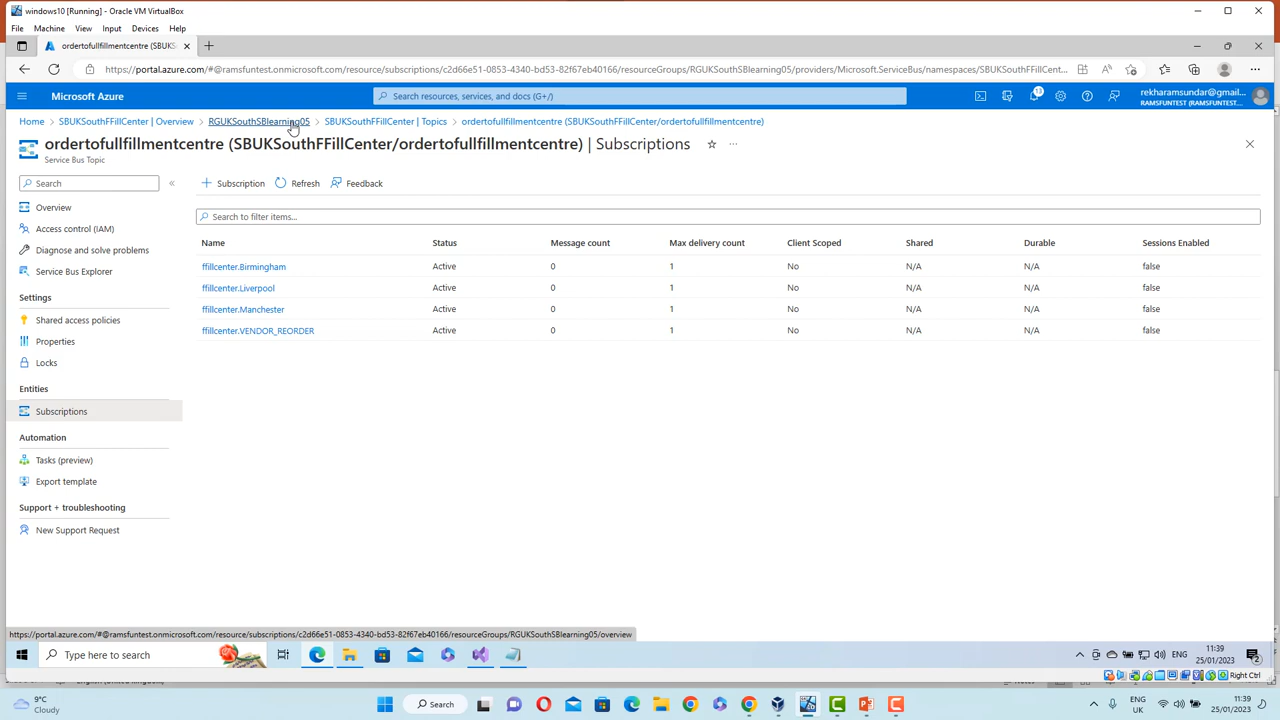 windows10 [Running] - Oracle VM VirtualBox
File Machine View Input Devices Help
ordertofullfillmentcentre (SBUKS
https://portal.azure.com/#@ramsfuntest.onmicrosoft.com/resource/subscriptions/c2d66e51-0853-4340-bd53-82f67eb40166/resourceGroups/RGUKSouthSBlearning05/providers/Microsoft.ServiceBus/namespaces/SBUKSouthFFillCent...
Microsoft Azure
Search resources, services, and docs (G+/)
13
rekharamsundar@gmail...
RAMSFUNTEST (RAMSFUNTEST...
Home > SBUKSouthFFillCenter | Overview > RGUKSouthSBlearning05 > SBUKSouthFFillCenter | Topics > ordertofullfillmentcentre (SBUKSouthFFillCenter/ordertofullfillmentcentre)
ordertofullfillmentcentre (SBUKSouthFFillCenter/ordertofullfillmentcentre) | Subscriptions
Service Bus Topic
Search
Overview
Access control (IAM)
Diagnose and solve problems
Service Bus Explorer
Settings
Shared access policies
Properties
Locks
Entities
Subscriptions
Automation
Tasks (preview)
Export template
Support + troubleshooting
New Support Request
Subscription Refresh Feedback
Search to filter items...
Name Status Message count Max delivery count Client Scoped Shared Durable Sessions Enabled
ffillcenter.Birmingham Active 0 1 No N/A N/A false
ffillcenter.Liverpool Active 0 1 No N/A N/A false
ffillcenter.Manchester Active 0 1 No N/A N/A false
ffillcenter.VENDOR_REORDER Active 0 1 No N/A N/A false
https://portal.azure.com/#@ramsfuntest.onmicrosoft.com/resource/subscriptions/c2d66e51-0853-4340-bd53-82f67eb40166/resourceGroups/RGUKSouthSBlearning05/overview
Type here to search
ENG
11:39
25/01/2023
2
Right Ctrl
9°C
Cloudy
Search
ENG
UK
11:39
25/01/2023